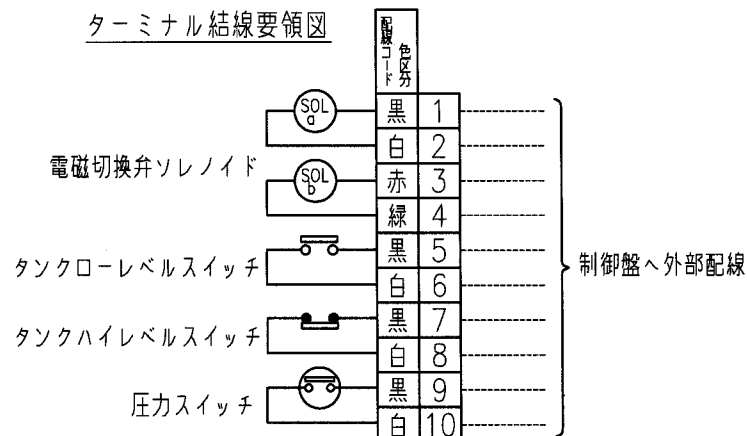 ターミナル結線要領図
配線コード
色区分
SOL a
黒 1
白 2
電磁切換弁ソレノイド
SOL b
赤 3
緑 4
タンクローレベルスイッチ
黒 5
白 6
タンクハイレベルスイッチ
黒 7
白 8
圧力スイッチ
黒 9
白 10
制御盤へ外部配線